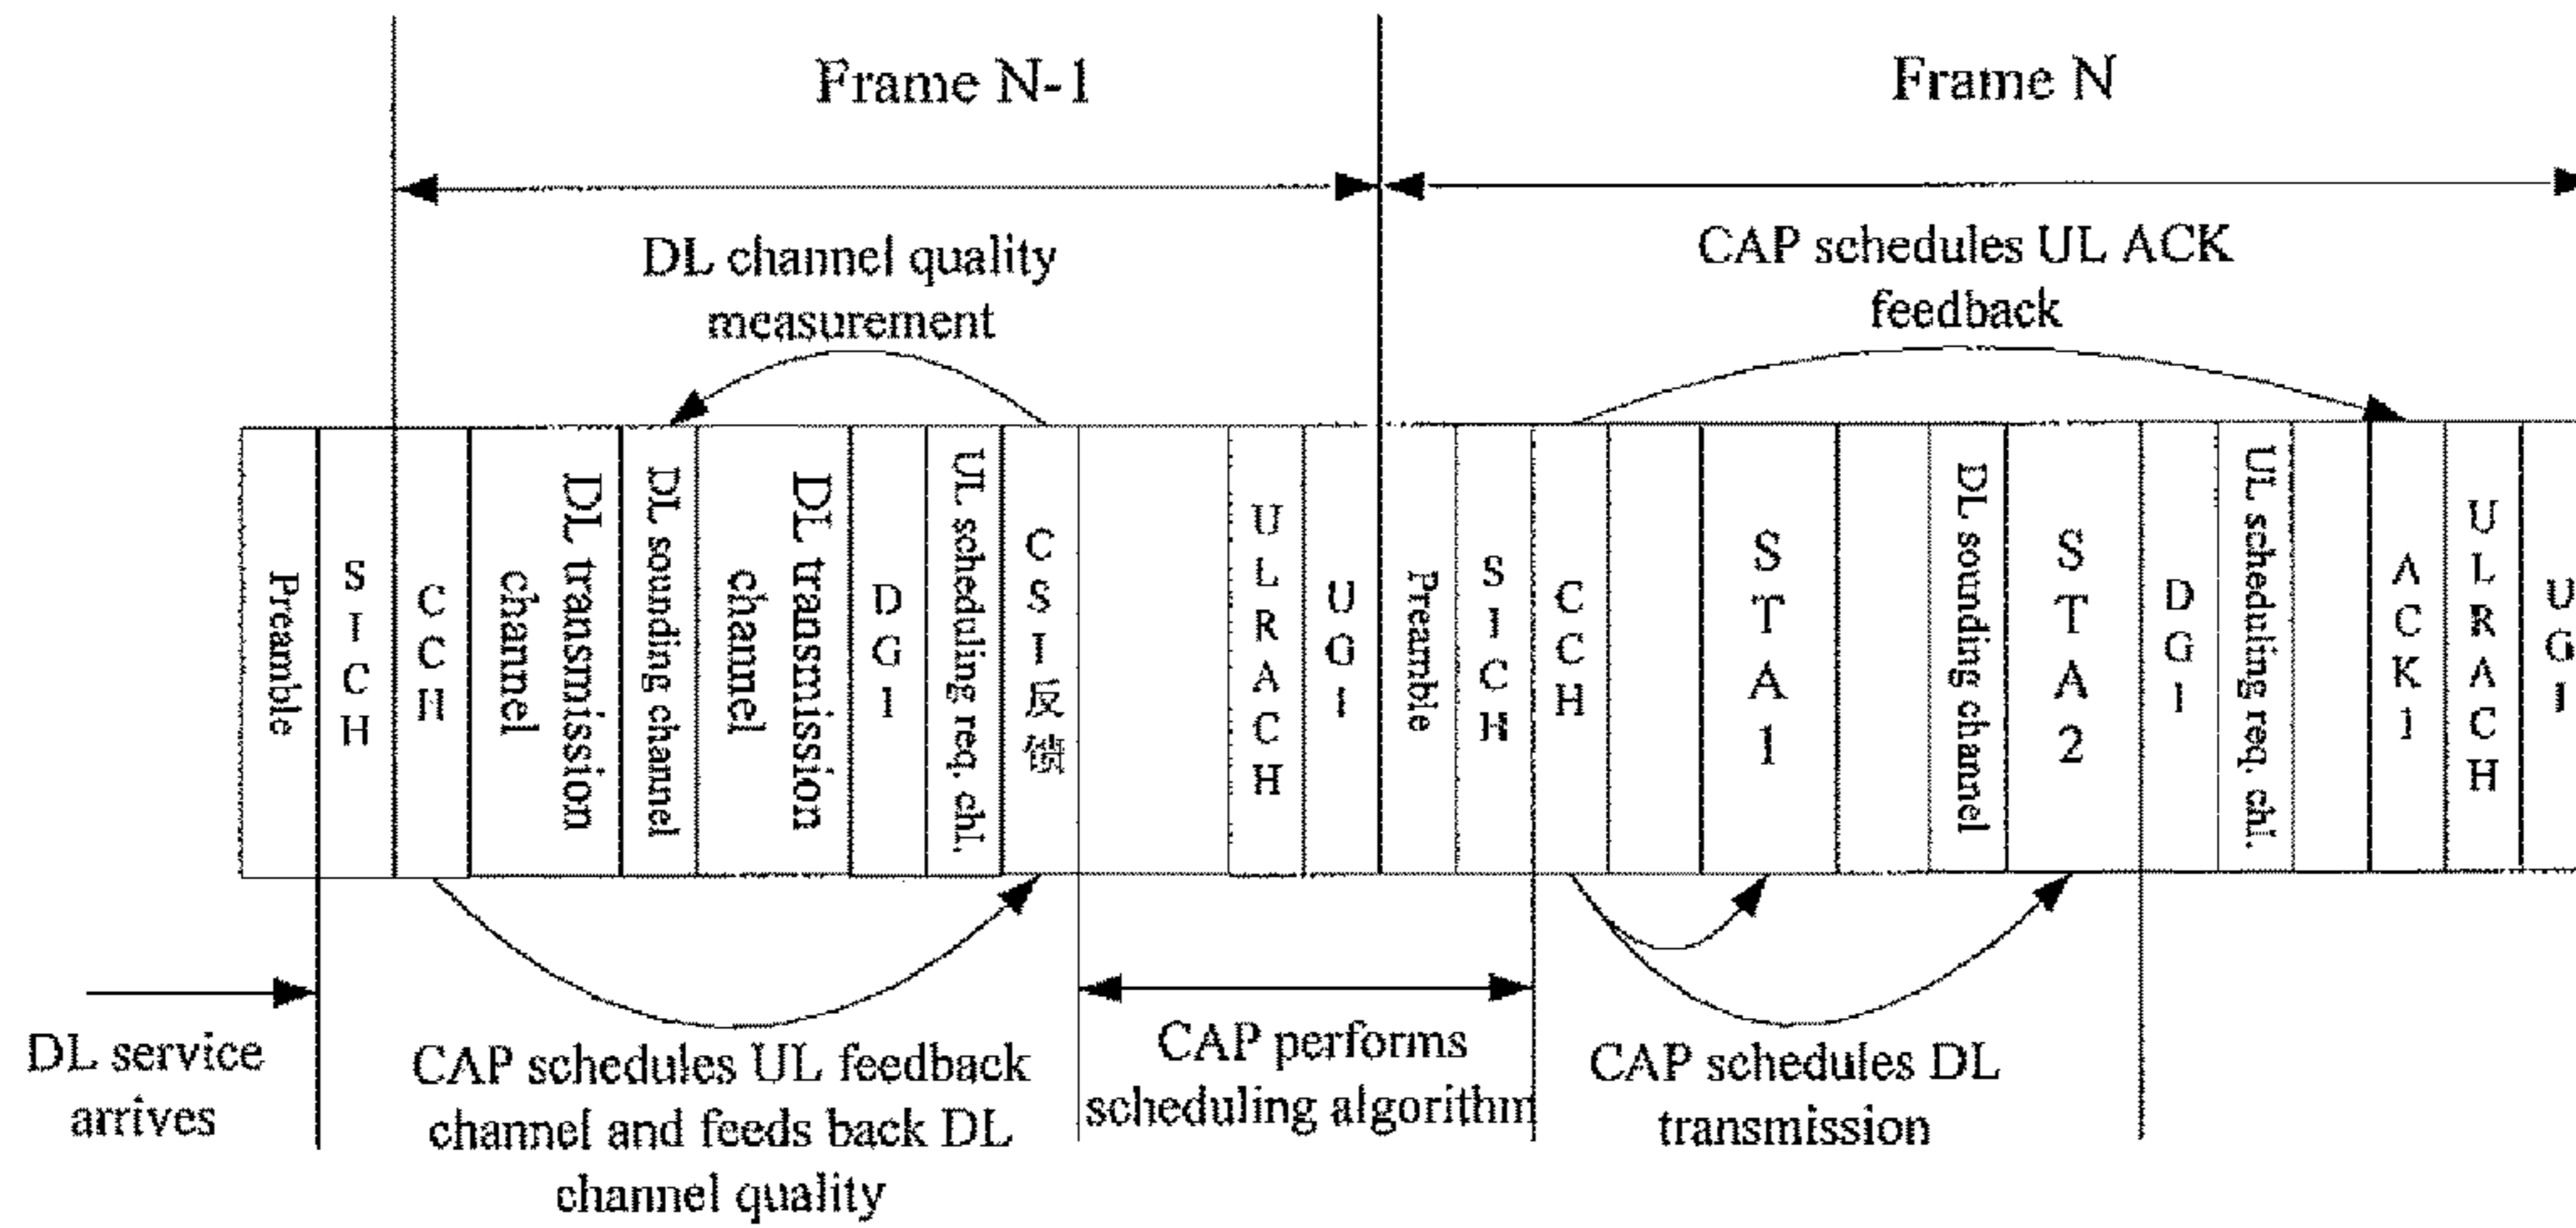 Frame N-1
Frame N
DL channel quality
measurement
CAP schedules UL ACK
feedback
Preamble
SICH
CCH
DL transmission
channel
DL sounding channel
DL transmission
channel
DGI
UL scheduling req. chl.
CSI反馈
ULRACH
UGI
Preamble
SICH
CCH
STA1
DL sounding channel
STA2
DGI
UL scheduling req. chl.
ACK1
ULRACH
UGI
DL service
arrives
CAP schedules UL feedback
channel and feeds back DL
channel quality
CAP performs
scheduling algorithm
CAP schedules DL
transmission